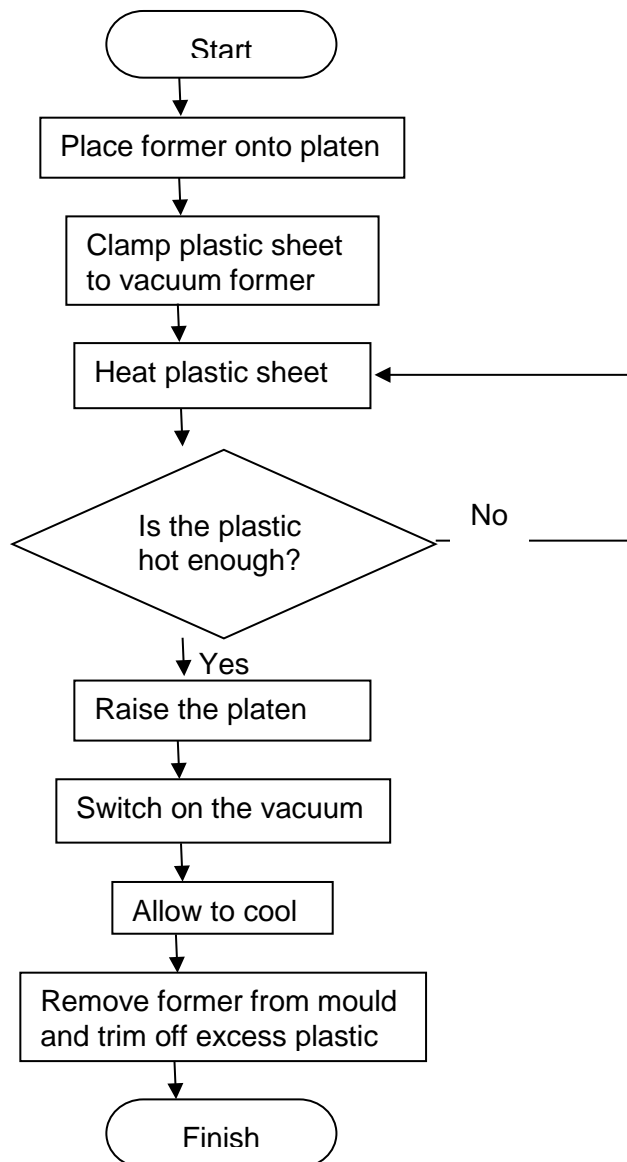 Start
Place former onto platen
Clamp plastic sheet
to vacuum former
Heat plastic sheet
Is the plastic
hot enough?
No
Yes
Raise the platen
Switch on the vacuum
Allow to cool
Remove former from mould
and trim off excess plastic
Finish